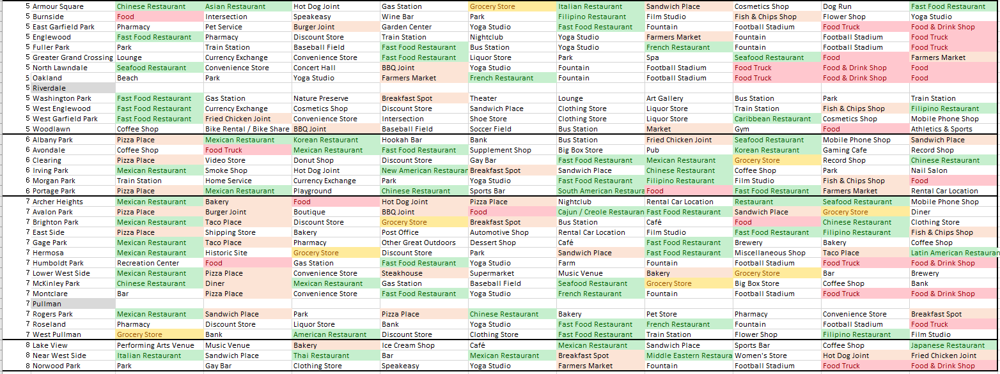 5 Armour Square Chinese Restaurant Asian Restaurant Hot Dog Joint Gas Station Grocery Store Italian Restaurant Sandwich Place Cosmetics Shop Dog Run Fast Food Restaurant
5 Burnside Food Intersection Speakeasy Wine Bar Park Filipino Restaurant Film Studio Fish & Chips Shop Flower Shop Yoga Studio
5 East Garfield Park Pharmacy Pet Service Burger Joint Garden Center Yoga Studio Fast Food Restaurant Fountain Football Stadium Food Truck Food & Drink Shop
5 Englewood Fast Food Restaurant Pharmacy Discount Store Train Station Nightclub Yoga Studio Farmers Market Fountain Football Stadium Food Truck
5 Fuller Park Park Train Station Baseball Field Fast Food Restaurant Bus Station Yoga Studio French Restaurant Fountain Football Stadium Food Truck
5 Greater Grand Crossing Lounge Currency Exchange Convenience Store Fast Food Restaurant Liquor Store Park Spa Seafood Restaurant Food Farmers Market
5 North Lawndale Seafood Restaurant Convenience Store Concert Hall BBQ Joint Yoga Studio Fountain Football Stadium Food Truck Food & Drink Shop Food
5 Oakland Beach Park Yoga Studio Farmers Market French Restaurant Fountain Football Stadium Food Truck Food & Drink Shop Food
5 Riverdale
5 Washington Park Fast Food Restaurant Gas Station Nature Preserve Breakfast Spot Theater Lounge Art Gallery Bus Station Park Train Station
5 West Englewood Fast Food Restaurant Currency Exchange Cosmetics Shop Discount Store Sandwich Place Clothing Store Liquor Store Train Station Fish & Chips Shop Filipino Restaurant
5 West Garfield Park Fast Food Restaurant Fried Chicken Joint Convenience Store Intersection Shoe Store Clothing Store Liquor Store Caribbean Restaurant Cosmetics Shop Mobile Phone Shop
5 Woodlawn Coffee Shop Bike Rental / Bike Share BBQ Joint Baseball Field Soccer Field Bus Station Market Gym Food Athletics & Sports
6 Albany Park Pizza Place Mexican Restaurant Korean Restaurant Hookah Bar Bank Bus Station Fried Chicken Joint Seafood Restaurant Mobile Phone Shop Sandwich Place
6 Avondale Coffee Shop Food Truck Mexican Restaurant Fast Food Restaurant Supplement Shop Big Box Store Pub Korean Restaurant Gaming Cafe Record Shop
6 Clearing Pizza Place Video Store Donut Shop Discount Store Gay Bar Fast Food Restaurant Mexican Restaurant Grocery Store Record Shop Chinese Restaurant
6 Irving Park Mexican Restaurant Smoke Shop Hot Dog Joint New American Restauran Breakfast Spot Sandwich Place Chinese Restaurant Coffee Shop Park Nail Salon
6 Morgan Park Train Station Home Service Currency Exchange Park Yoga Studio Fast Food Restaurant Filipino Restaurant Film Studio Fish & Chips Shop Food
6 Portage Park Pizza Place Mexican Restaurant Playground Chinese Restaurant Sports Bar South American Restaura Food Fast Food Restaurant Farmers Market Rental Car Location
7 Archer Heights Mexican Restaurant Bakery Food Hot Dog Joint Pizza Place Nightclub Rental Car Location Restaurant Seafood Restaurant Mobile Phone Shop
7 Avalon Park Pizza Place Burger Joint Boutique BBQ Joint Food Cajun / Creole Restauran Fast Food Restaurant Sandwich Place Grocery Store Diner
7 Brighton Park Mexican Restaurant Taco Place Discount Store Grocery Store Breakfast Spot Bus Station Café Food Chinese Restaurant Clothing Store
7 East Side Pizza Place Shipping Store Bakery Post Office Automotive Shop Rental Car Location Film Studio Fast Food Restaurant Filipino Restaurant Fish & Chips Shop
7 Gage Park Mexican Restaurant Taco Place Pharmacy Other Great Outdoors Dessert Shop Café Fast Food Restaurant Brewery Bakery Coffee Shop
7 Hermosa Mexican Restaurant Historic Site Grocery Store Discount Store Park Sandwich Place Fast Food Restaurant Miscellaneous Shop Taco Place Latin American Restauran
7 Humboldt Park Recreation Center Food Gas Station Fast Food Restaurant Yoga Studio Farm Fountain Football Stadium Food Truck Food & Drink Shop
7 Lower West Side Mexican Restaurant Pizza Place Convenience Store Steakhouse Supermarket Music Venue Bakery Grocery Store Bar Brewery
7 McKinley Park Chinese Restaurant Diner Mexican Restaurant Gas Station Baseball Field Seafood Restaurant Grocery Store Big Box Store Coffee Shop Bank
7 Montclare Bar Pizza Place Convenience Store Fast Food Restaurant Yoga Studio French Restaurant Fountain Football Stadium Food Truck Food & Drink Shop
7 Pullman
7 Rogers Park Mexican Restaurant Sandwich Place Park Pizza Place Chinese Restaurant Bakery Pet Store Pharmacy Convenience Store Breakfast Spot
7 Roseland Pharmacy Discount Store Liquor Store Bank Yoga Studio Fast Food Restaurant French Restaurant Fountain Football Stadium Food Truck
7 West Pullman Grocery Store Bank American Restaurant Discount Store Clothing Store Fast Food Restaurant Train Station Flower Shop Filipino Restaurant Film Studio
8 Lake View Performing Arts Venue Music Venue Bakery Ice Cream Shop Café Mexican Restaurant Sandwich Place Sports Bar Coffee Shop Japanese Restaurant
8 Near West Side Italian Restaurant Sandwich Place Thai Restaurant Bar Mexican Restaurant Breakfast Spot Middle Eastern Restaura Women's Store Hot Dog Joint Fried Chicken Joint
8 Norwood Park Park Gay Bar Clothing Store Speakeasy Yoga Studio Farmers Market Fountain Football Stadium Food Truck Food & Drink Shop